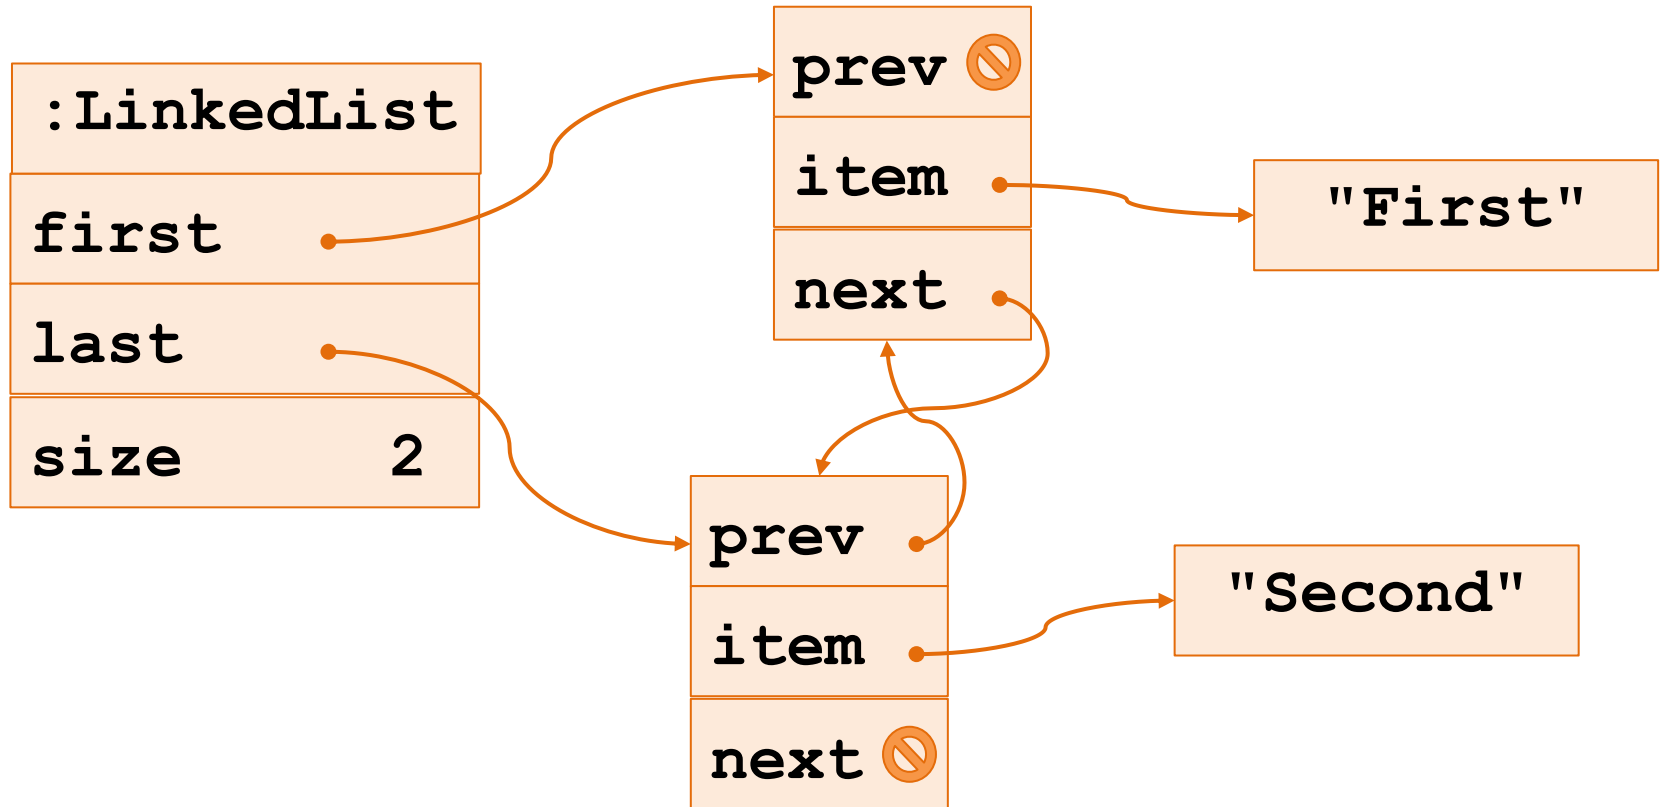 :LinkedList
first
last
size 2
prev
item
next
"First"
prev
item
next
"Second"